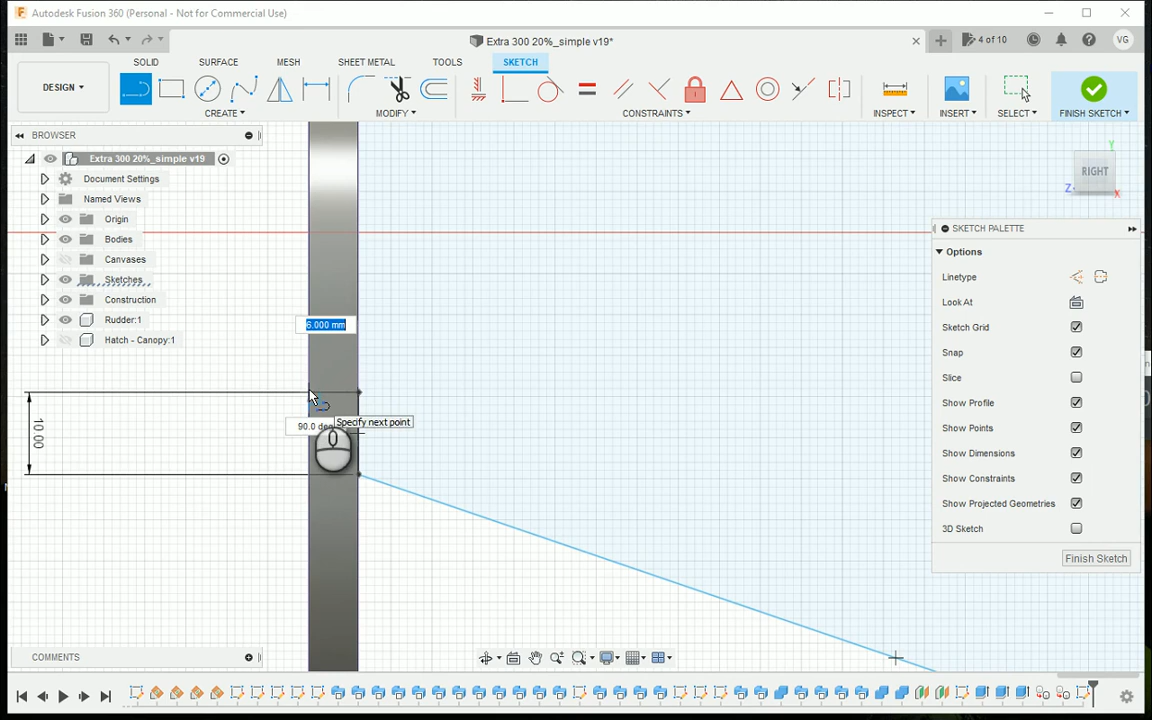 Autodesk Fusion 360 (Personal - Not for Commercial Use)
Extra 300 20%_simple v19*
4 of 10
VG
DESIGN
SOLID
SURFACE
MESH
SHEET METAL
TOOLS
SKETCH
CREATE
MODIFY
CONSTRAINTS
INSPECT
INSERT
SELECT
FINISH SKETCH
BROWSER
Extra 300 20%_simple v19
Document Settings
Named Views
Origin
Bodies
Canvases
Sketches
Construction
Rudder:1
Hatch - Canopy:1
Y
RIGHT
Z
X
6.000 mm
90.0 deg
Specify next point
10.00
SKETCH PALETTE
Options
Linetype
Look At
Sketch Grid
Snap
Slice
Show Profile
Show Points
Show Dimensions
Show Constraints
Show Projected Geometries
3D Sketch
Finish Sketch
COMMENTS